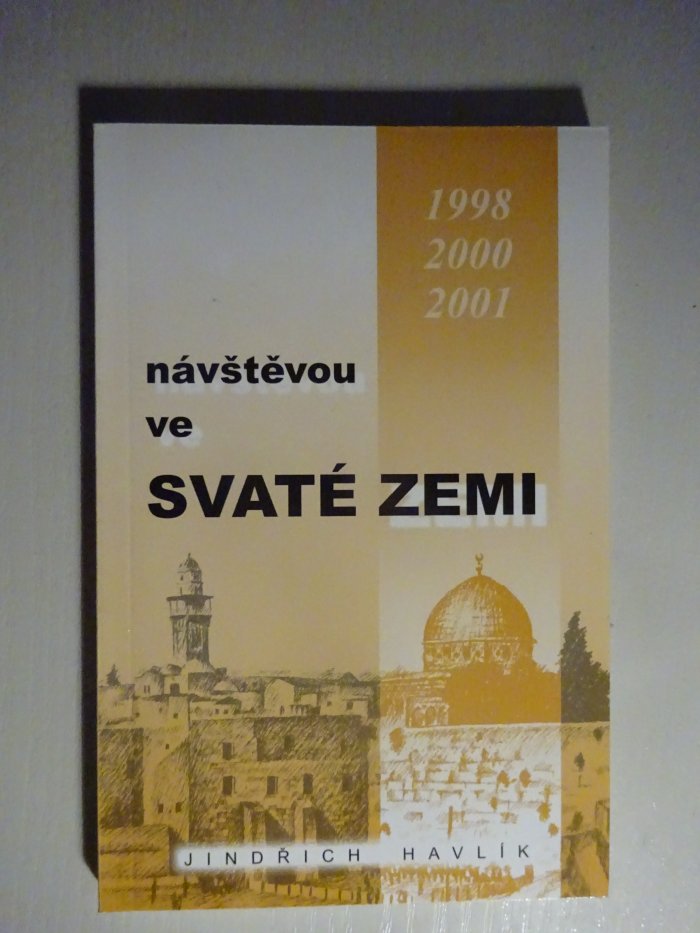 1998
2000
2001
návštěvou
ve
SVATÉ ZEMI
JINDŘICH HAVLÍK